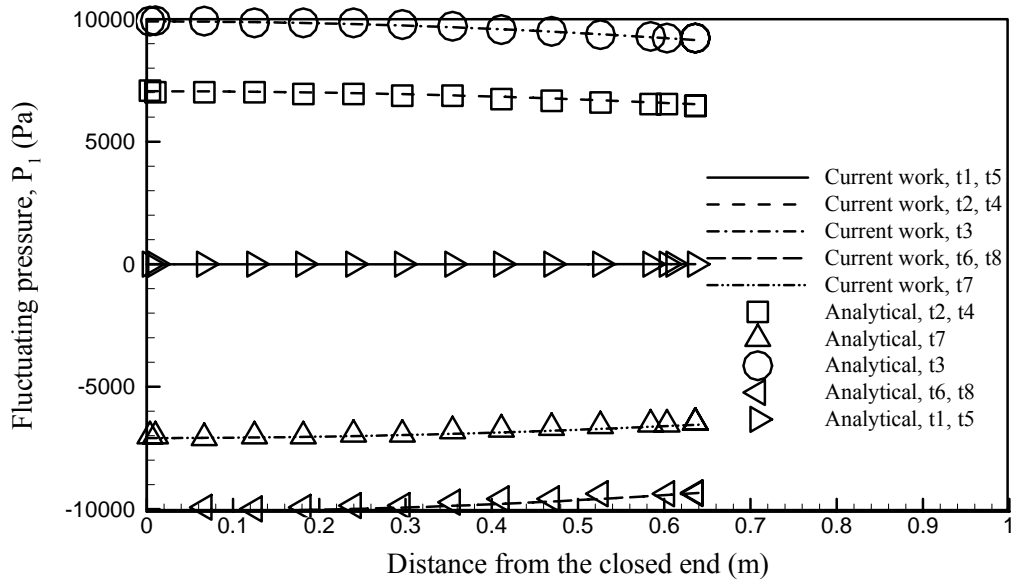 10000
5000
0
-5000
-10000
Fluctuating pressure, P1 (Pa)
Current work, t1, t5
Current work, t2, t4
Current work, t3
Current work, t6, t8
Current work, t7
Analytical, t2, t4
Analytical, t7
Analytical, t3
Analytical, t6, t8
Analytical, t1, t5
0 0.1 0.2 0.3 0.4 0.5 0.6 0.7 0.8 0.9 1
Distance from the closed end (m)